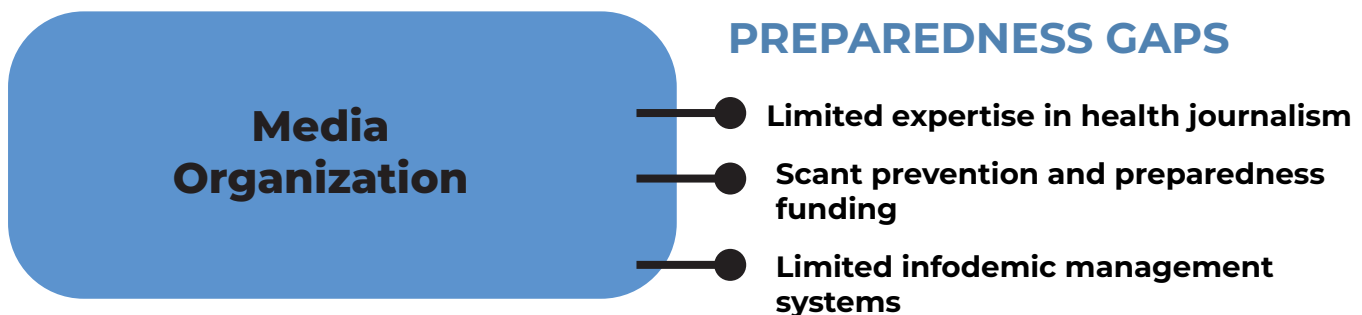 Media
Organization
PREPAREDNESS GAPS
Limited expertise in health journalism
Scant prevention and preparedness
funding
Limited infodemic management
systems